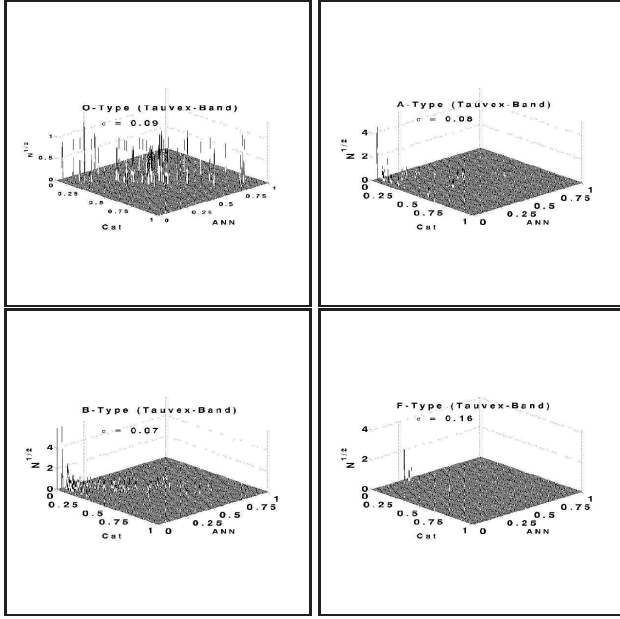 O-Type (Tauvex-Band)
σ = 0.09
N^1/2
1
0.5
0
0
0.25
0.5
0.75
1
Cat
0
0.25
0.5
0.75
1
ANN
A-Type (Tauvex-Band)
σ = 0.08
N^1/2
4
2
0
0
0.25
0.5
0.75
1
Cat
0
0.25
0.5
0.75
1
ANN
B-Type (Tauvex-Band)
σ = 0.07
N^1/2
4
2
0
0
0.25
0.5
0.75
1
Cat
0
0.25
0.5
0.75
1
ANN
F-Type (Tauvex-Band)
σ = 0.16
N^1/2
4
2
0
0
0.25
0.5
0.75
1
Cat
0
0.25
0.5
0.75
1
ANN